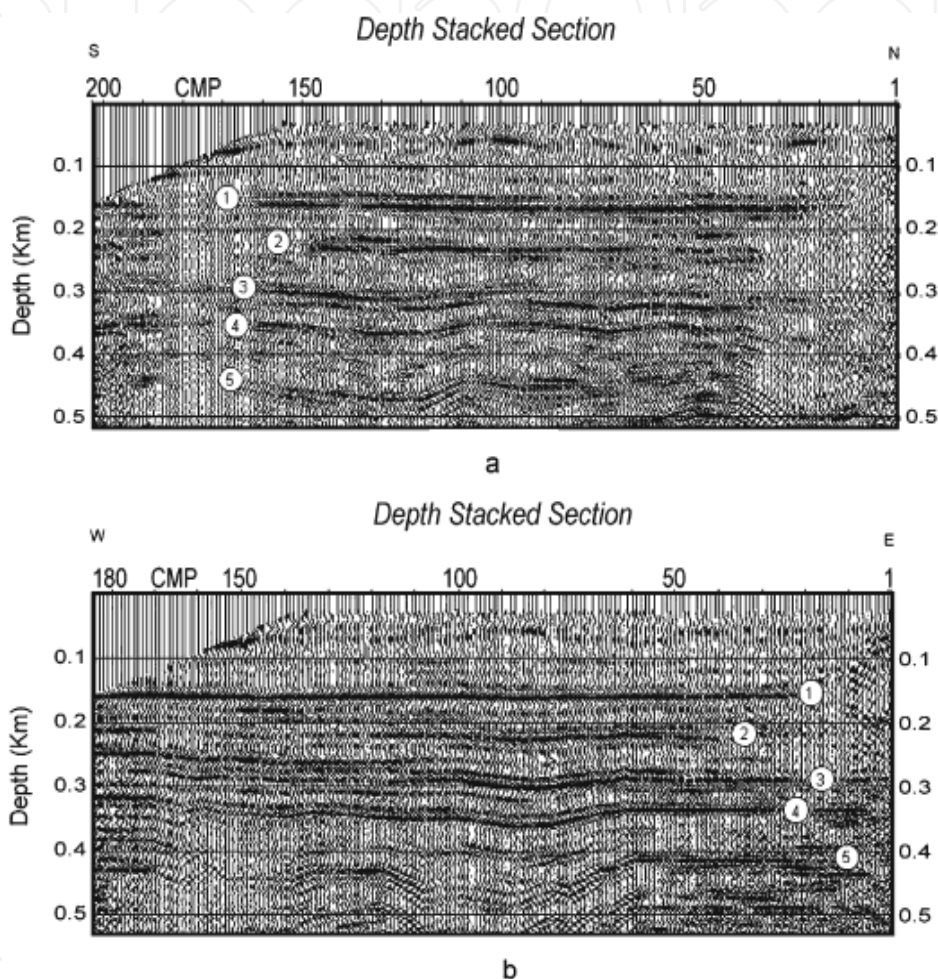 Depth Stacked Section
S N
200 CMP 150 100 50 1
0.1 0.1
1
0.2 0.2
2
3
0.3 0.3
4
0.4 0.4
5
0.5 0.5
Depth (Km)
a
Depth Stacked Section
W E
180 CMP 150 100 50 1
0.1 0.1
1
0.2 0.2
2
3
0.3 0.3
4
0.4 0.4
5
0.5 0.5
Depth (Km)
b